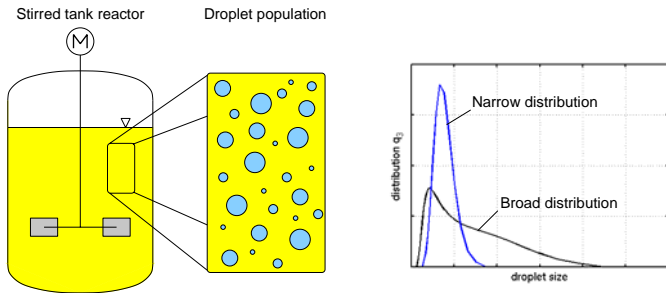 Stirred tank reactor
Droplet population
M
Narrow distribution
distribution q3
Broad distribution
droplet size